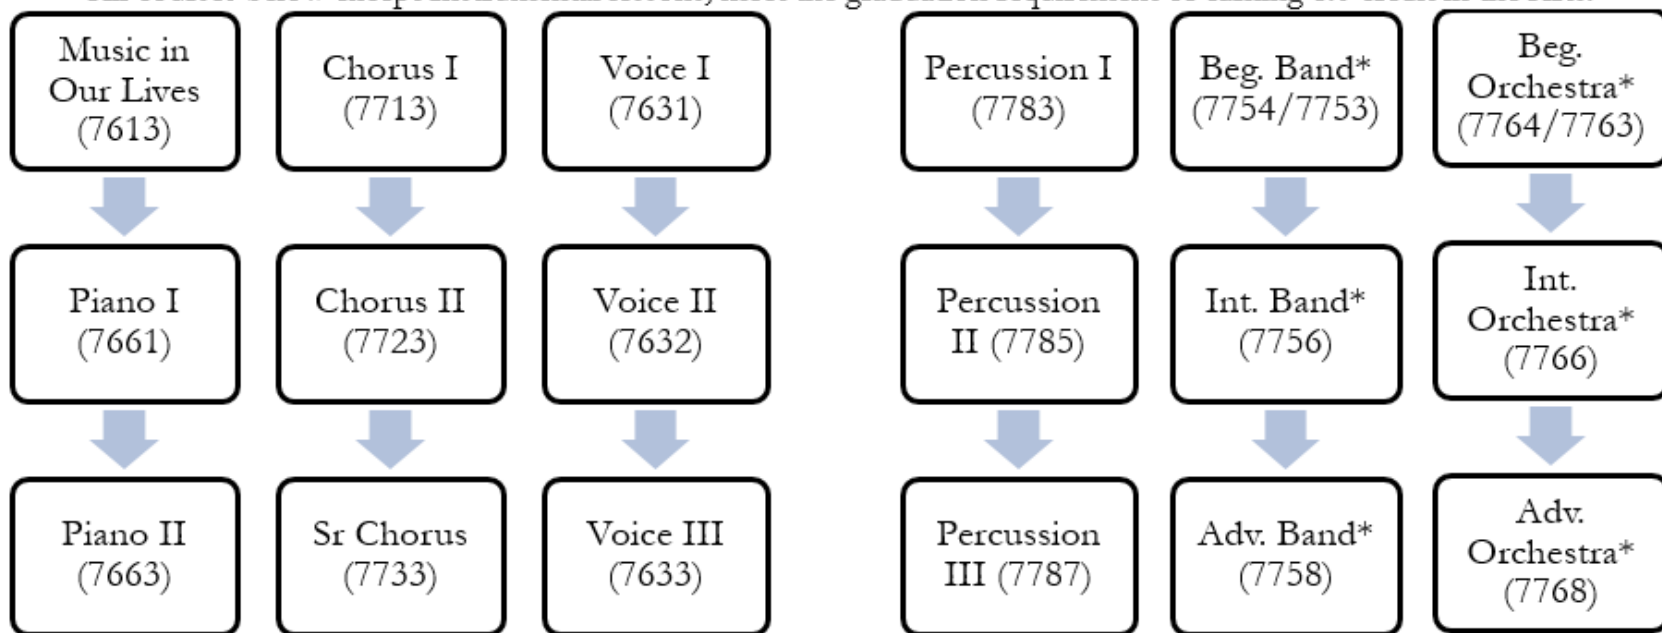 Music in
Our Lives
(7613)
Chorus I
(7713)
Voice I
(7631)
Percussion I
(7783)
Beg. Band*
(7754/7753)
Beg.
Orchestra*
(7764/7763)
Piano I
(7661)
Chorus II
(7723)
Voice II
(7632)
Percussion
II (7785)
Int. Band*
(7756)
Int.
Orchestra*
(7766)
Piano II
(7663)
Sr Chorus
(7733)
Voice III
(7633)
Percussion
III (7787)
Adv. Band*
(7758)
Adv.
Orchestra*
(7768)